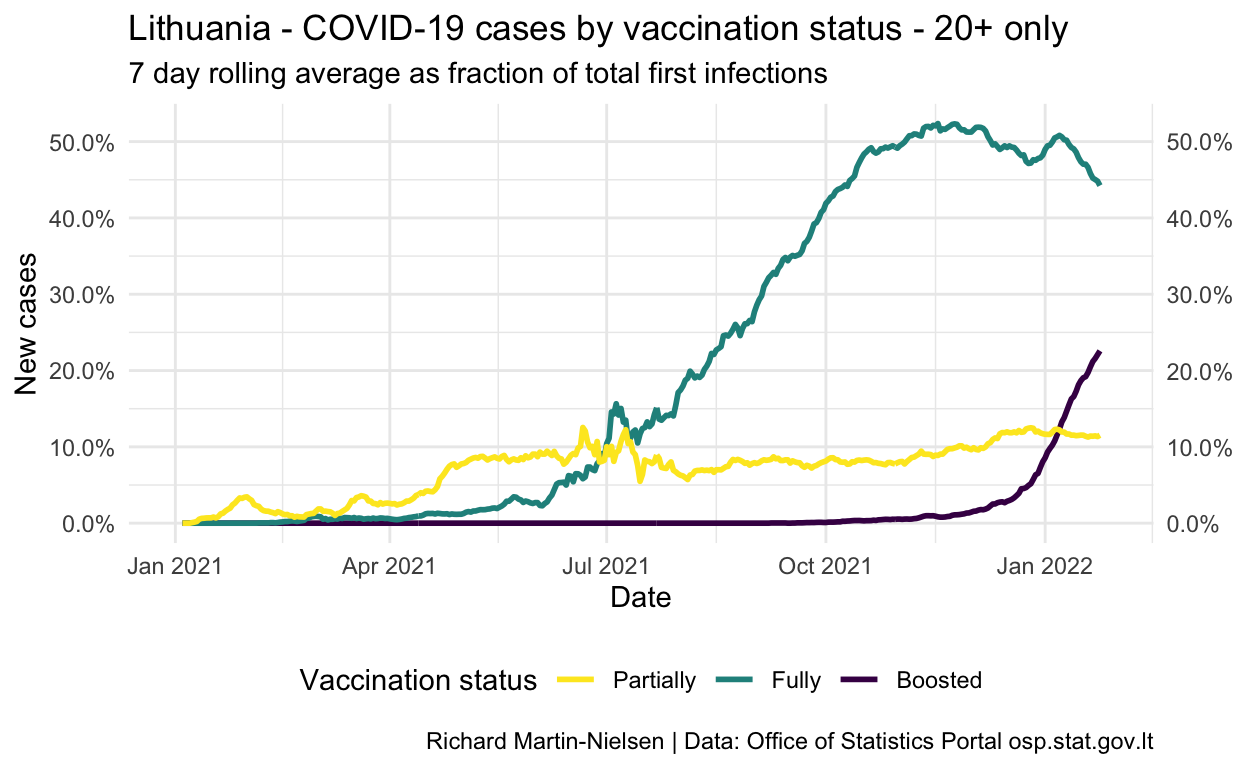 Lithuania - COVID-19 cases by vaccination status - 20+ only
7 day rolling average as fraction of total first infections
New cases
50.0%
40.0%
30.0%
20.0%
10.0%
0.0%
50.0%
40.0%
30.0%
20.0%
10.0%
0.0%
Jan 2021 Apr 2021 Jul 2021 Oct 2021 Jan 2022
Date
Vaccination status Partially Fully Boosted
Richard Martin-Nielsen | Data: Office of Statistics Portal osp.stat.gov.lt